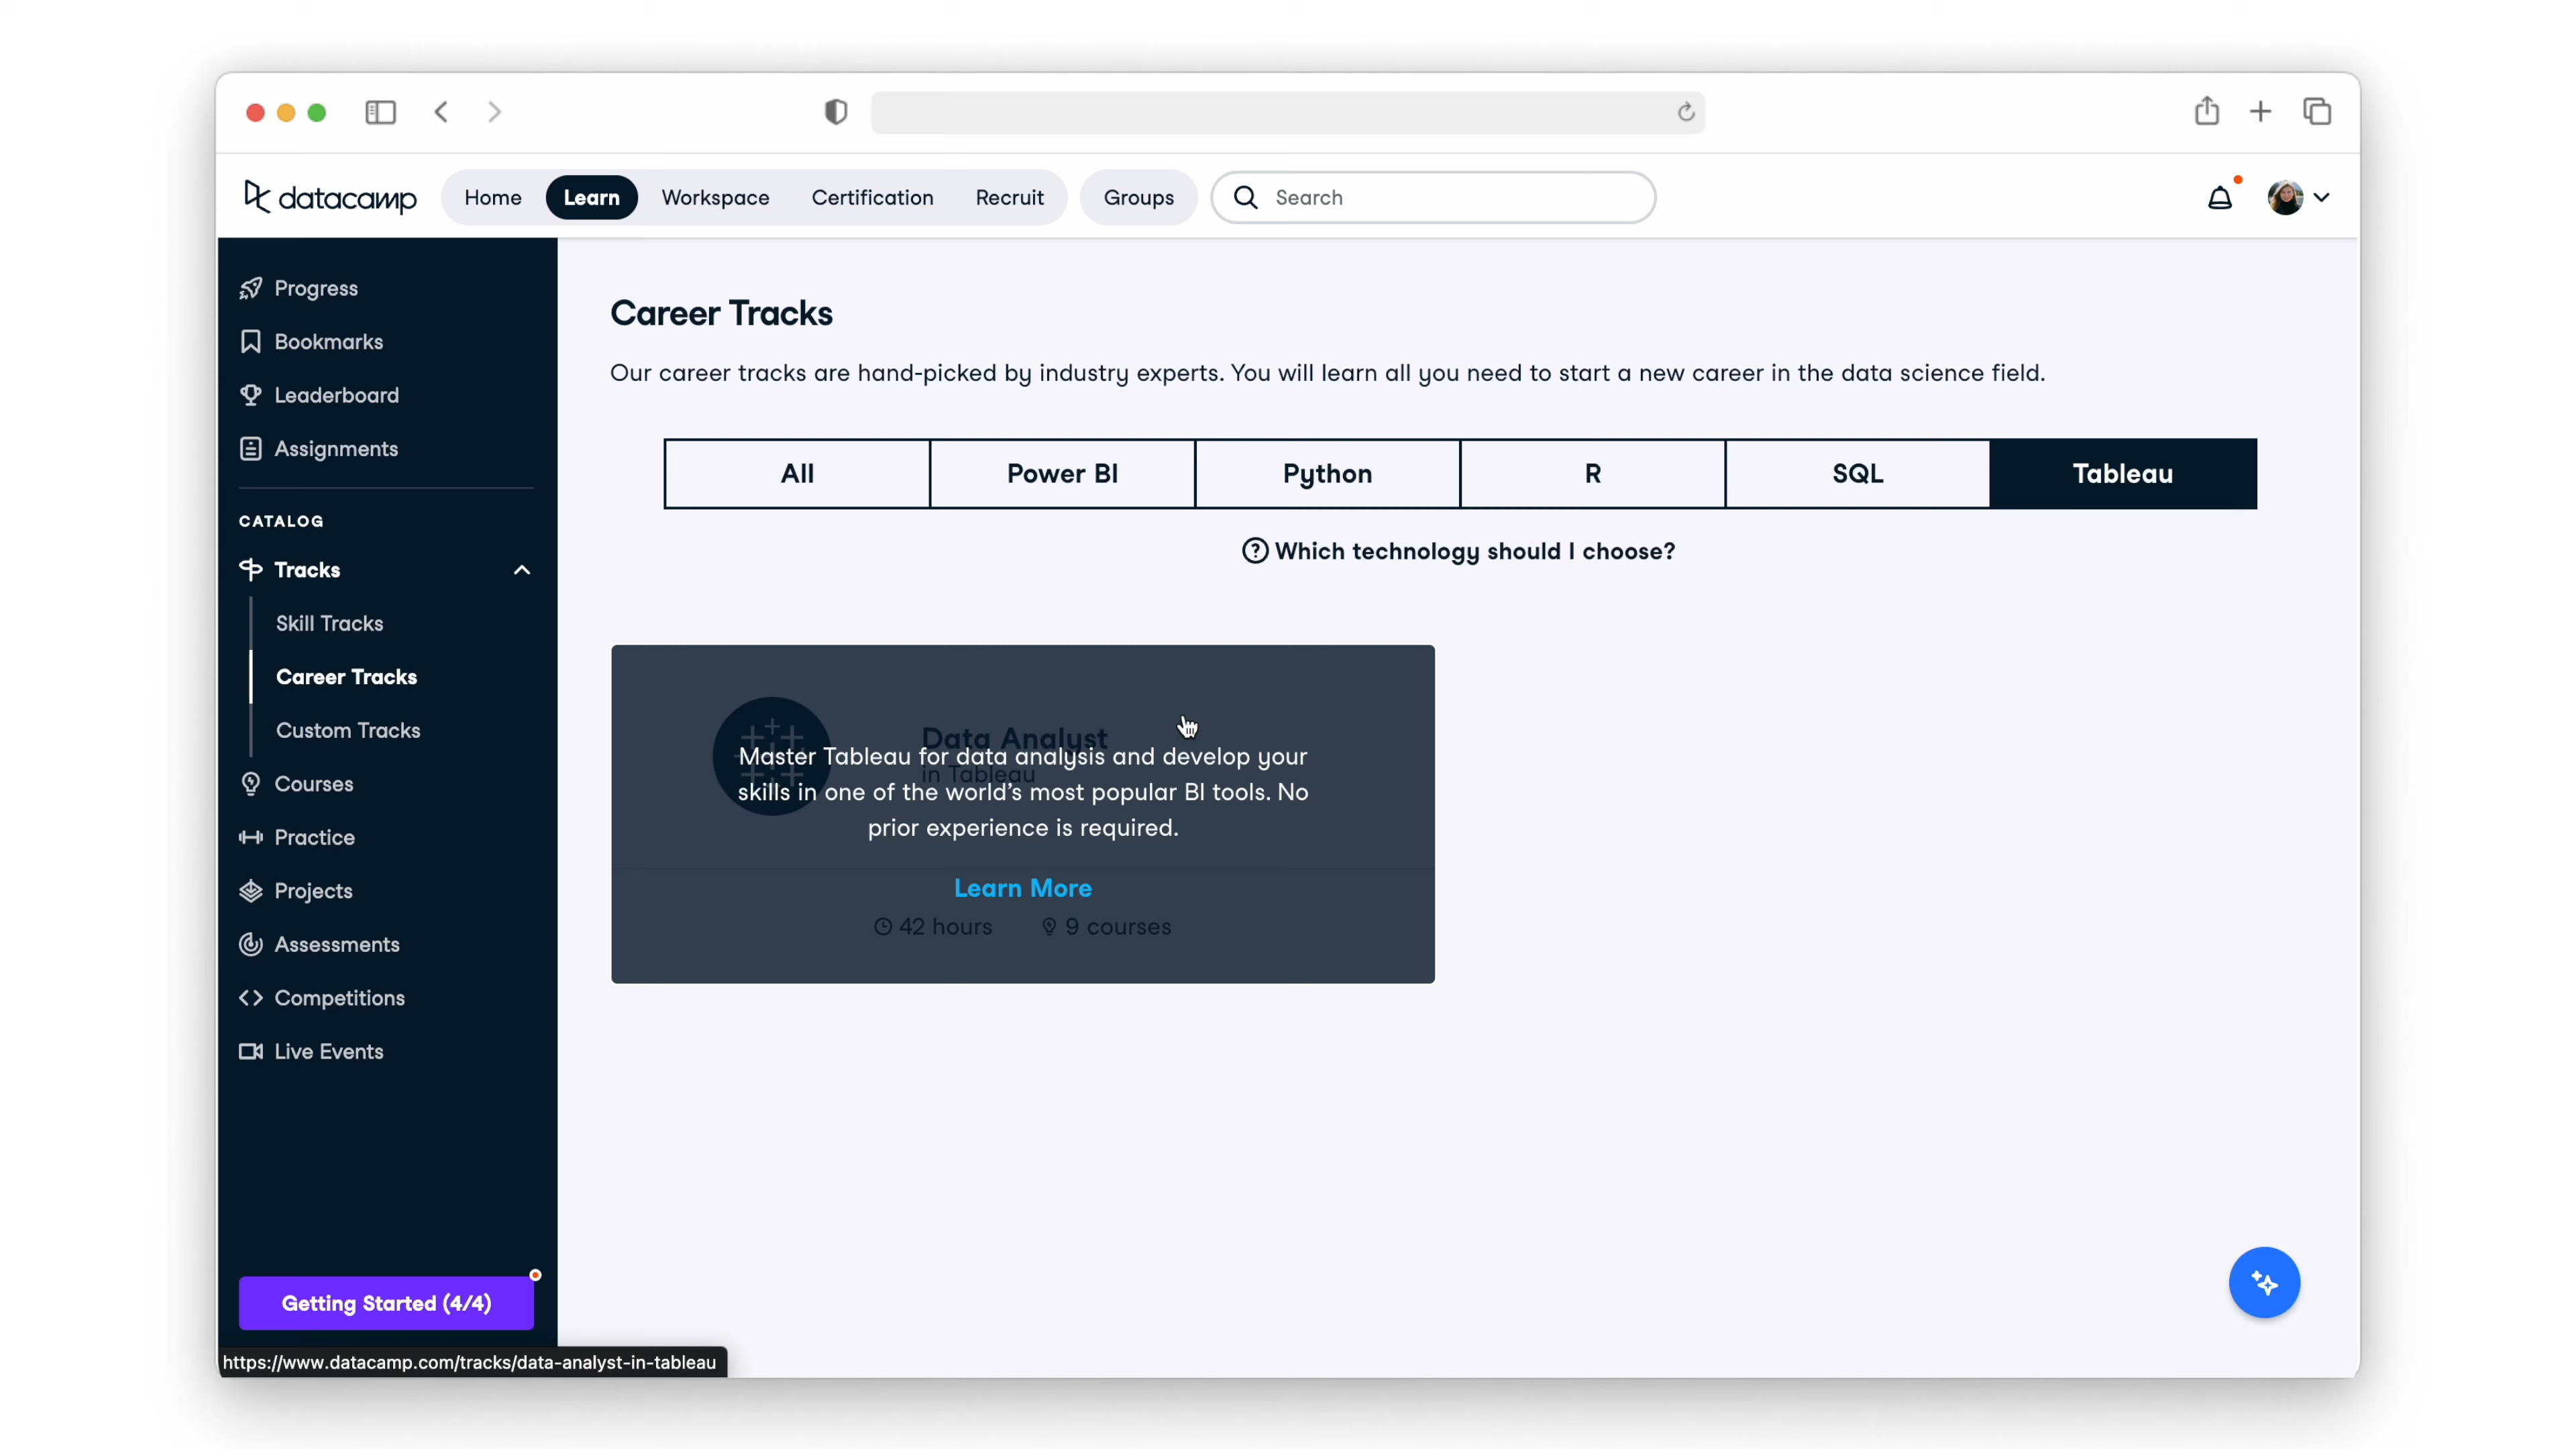 datacamp
Home
Learn
Workspace
Certification
Recruit
Groups
Search
Progress
Bookmarks
Leaderboard
Assignments
CATALOG
Tracks
Skill Tracks
Career Tracks
Custom Tracks
Courses
Practice
Projects
Assessments
Competitions
Live Events
Getting Started (4/4)
https://www.datacamp.com/tracks/data-analyst-in-tableau
Career Tracks
Our career tracks are hand-picked by industry experts. You will learn all you need to start a new career in the data science field.
All
Power BI
Python
R
SQL
Tableau
Which technology should I choose?
Data Analyst
in Tableau
Master Tableau for data analysis and develop your
skills in one of the world's most popular BI tools. No
prior experience is required.
Learn More
42 hours
9 courses